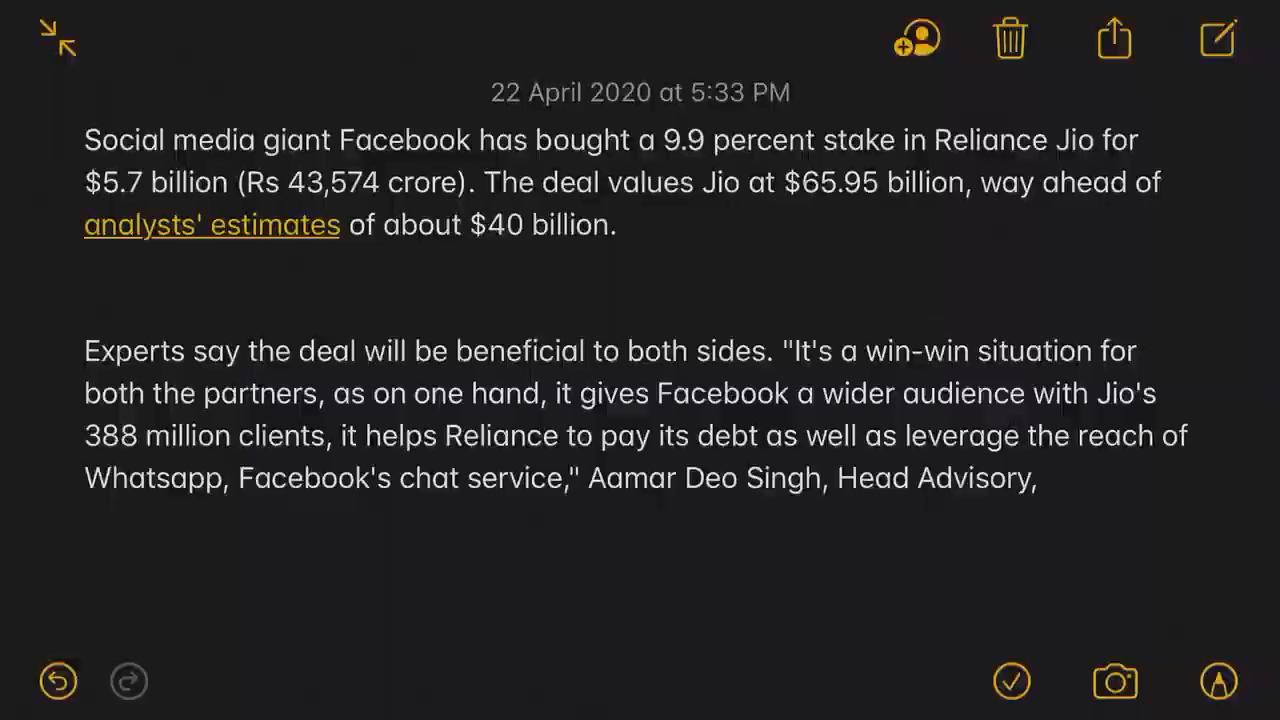 22 April 2020 at 5:33 PM
Social media giant Facebook has bought a 9.9 percent stake in Reliance Jio for
$5.7 billion (Rs 43,574 crore). The deal values Jio at $65.95 billion, way ahead of
analysts' estimates of about $40 billion.
Experts say the deal will be beneficial to both sides. "It's a win-win situation for
both the partners, as on one hand, it gives Facebook a wider audience with Jio's
388 million clients, it helps Reliance to pay its debt as well as leverage the reach of
Whatsapp, Facebook's chat service," Aamar Deo Singh, Head Advisory,